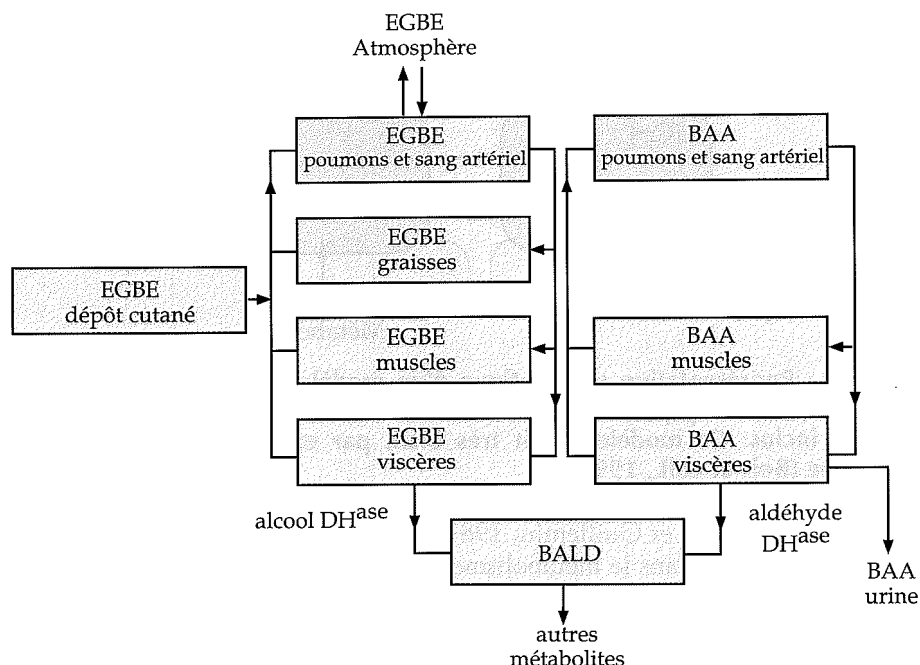 EGBE
Atmosphère
EGBE
poumons et sang artériel
BAA
poumons et sang artériel
EGBE
graisses
EGBE
dépôt cutané
EGBE
muscles
BAA
muscles
EGBE
viscères
BAA
viscères
alcool DHase
aldéhyde
DHase
BALD
BAA
urine
autres
métabolites